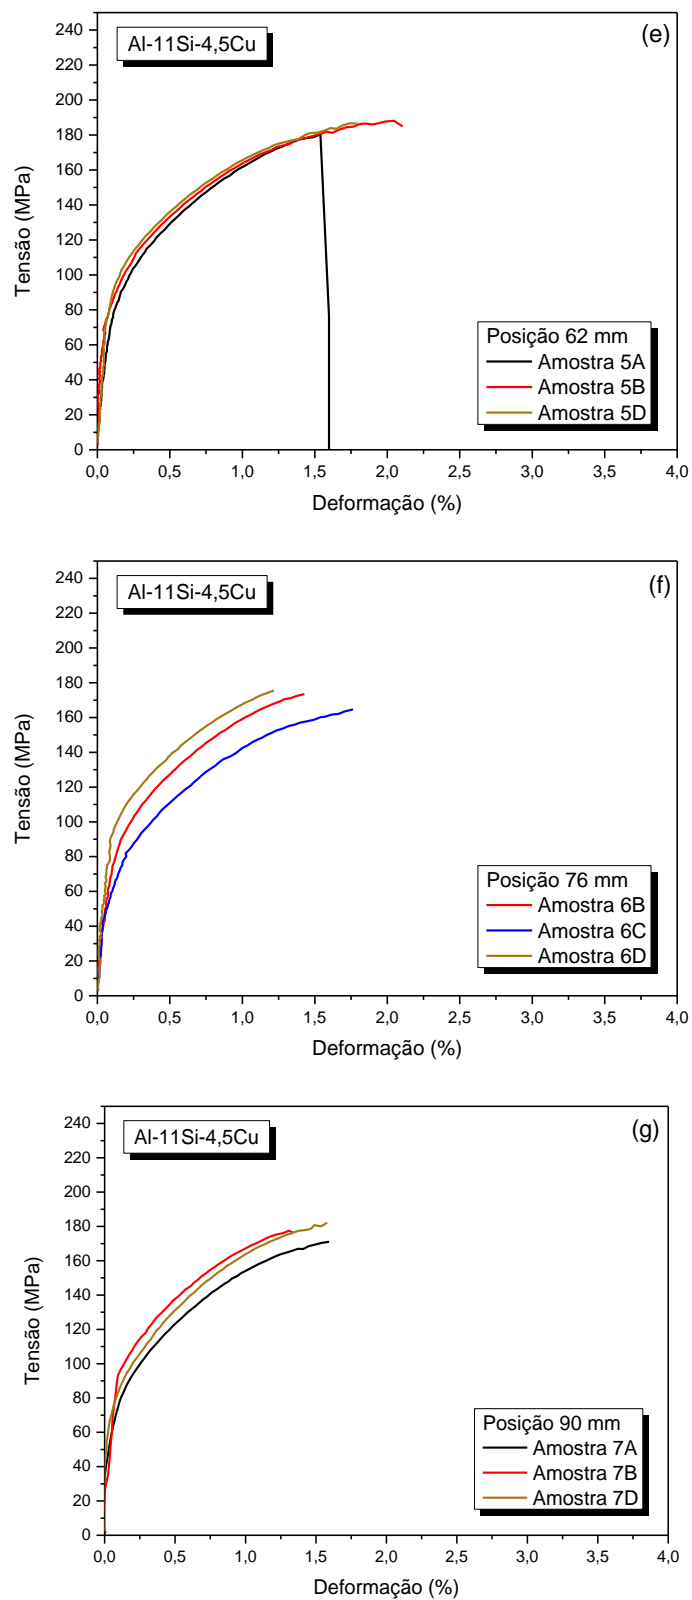 (e)
Al-11Si-4,5Cu
240
220
200
180
160
140
120
100
80
60
40
20
0
Tensão (MPa)
Posição 62 mm
Amostra 5A
Amostra 5B
Amostra 5D
0,0 0,5 1,0 1,5 2,0 2,5 3,0 3,5 4,0
Deformação (%)
(f)
Al-11Si-4,5Cu
240
220
200
180
160
140
120
100
80
60
40
20
0
Tensão (MPa)
Posição 76 mm
Amostra 6B
Amostra 6C
Amostra 6D
0,0 0,5 1,0 1,5 2,0 2,5 3,0 3,5 4,0
Deformação (%)
(g)
Al-11Si-4,5Cu
240
220
200
180
160
140
120
100
80
60
40
20
0
Tensão (MPa)
Posição 90 mm
Amostra 7A
Amostra 7B
Amostra 7D
0,0 0,5 1,0 1,5 2,0 2,5 3,0 3,5 4,0
Deformação (%)